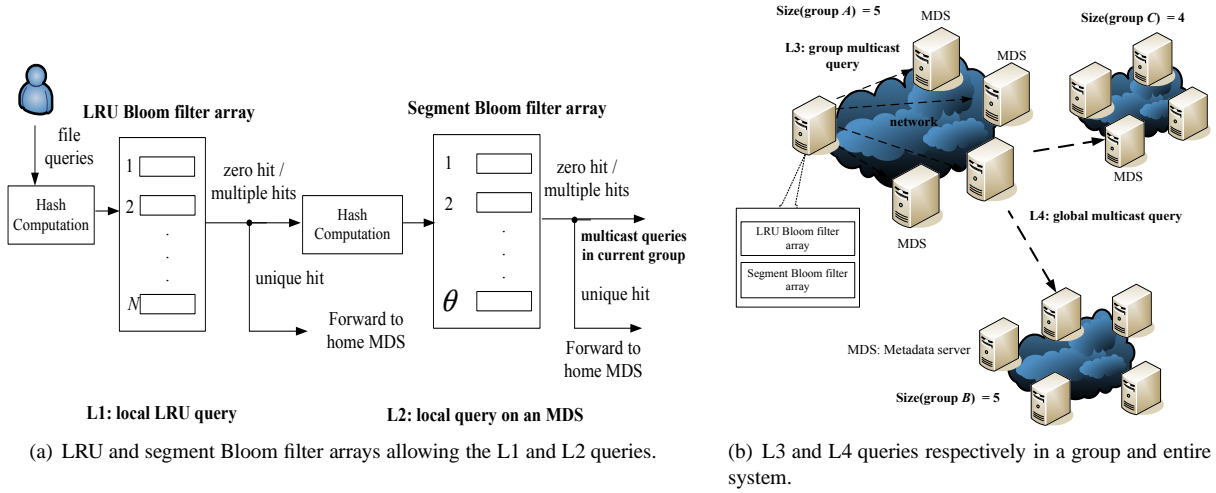 LRU Bloom filter array
file
queries
Hash
Computation
1
2
.
.
.
N
zero hit /
multiple hits
unique hit
Forward to
home MDS
Hash
Computation
Segment Bloom filter array
1
2
.
.
.
θ
zero hit /
multiple hits
multicast queries
in current group
unique hit
Forward to
home MDS
L1: local LRU query
L2: local query on an MDS
(a) LRU and segment Bloom filter arrays allowing the L1 and L2 queries.
Size(group A) = 5
MDS
Size(group C) = 4
L3: group multicast
query
MDS
MDS
network
MDS
MDS
L4: global multicast query
LRU Bloom filter
array
Segment Bloom filter
array
MDS: Metadata server
Size(group B) = 5
(b) L3 and L4 queries respectively in a group and entire
system.